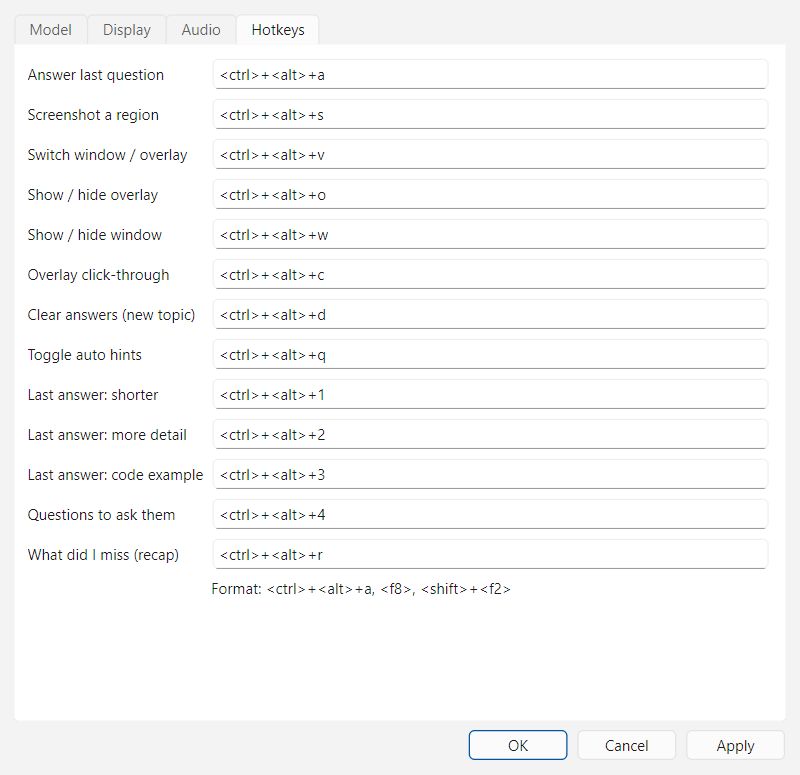 Model Display Audio Hotkeys
Answer last question <ctrl>+<alt>+a
Screenshot a region <ctrl>+<alt>+s
Switch window / overlay <ctrl>+<alt>+v
Show / hide overlay <ctrl>+<alt>+o
Show / hide window <ctrl>+<alt>+w
Overlay click-through <ctrl>+<alt>+c
Clear answers (new topic) <ctrl>+<alt>+d
Toggle auto hints <ctrl>+<alt>+q
Last answer: shorter <ctrl>+<alt>+1
Last answer: more detail <ctrl>+<alt>+2
Last answer: code example <ctrl>+<alt>+3
Questions to ask them <ctrl>+<alt>+4
What did I miss (recap) <ctrl>+<alt>+r
Format: <ctrl>+<alt>+a, <f8>, <shift>+<f2>
OK Cancel Apply